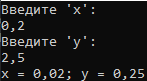 Введите 'x':
0,2
Введите 'y':
2,5
x = 0,02; y = 0,25